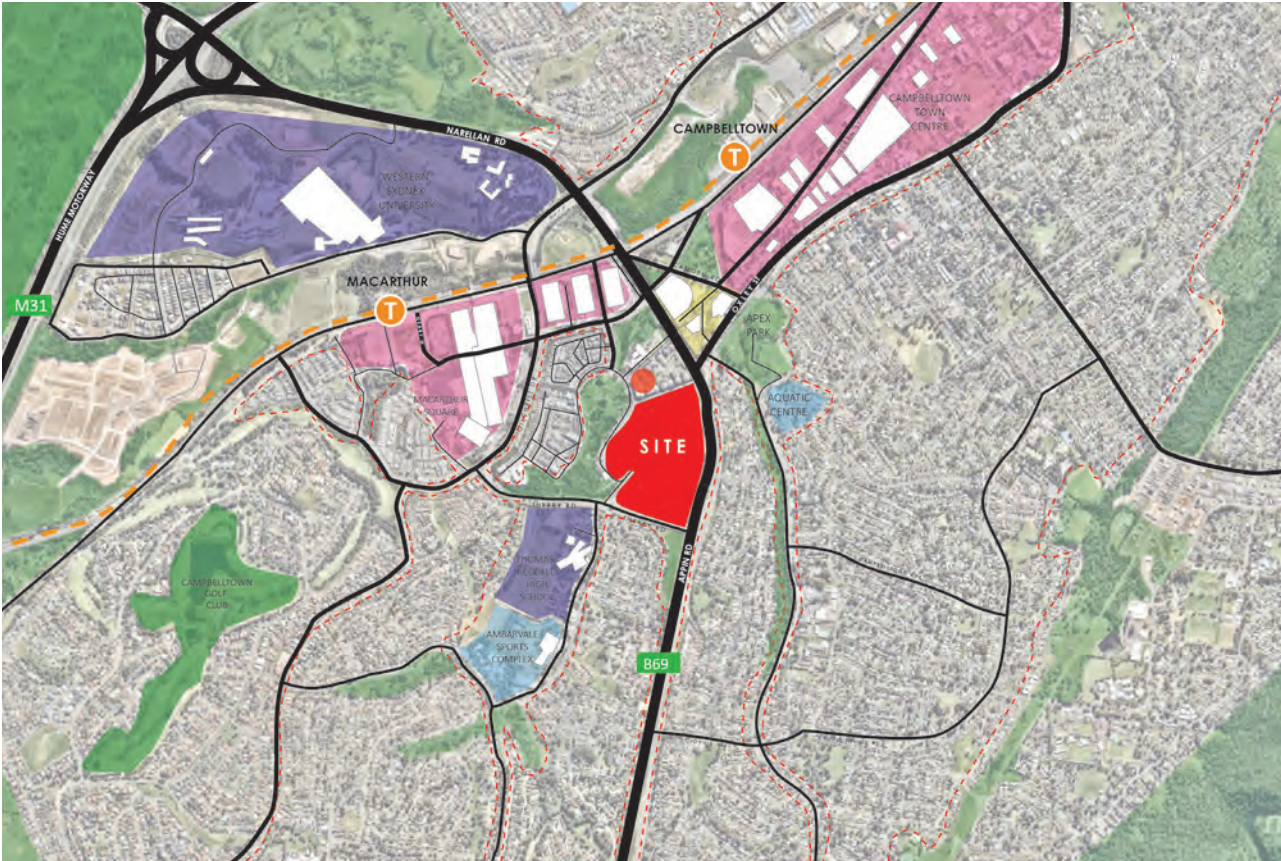 CAMPBELLTOWN
TOWN
CENTRE
CAMPBELLTOWN
T
NARELLAN RD
WESTERN
SYDNEY
UNIVERSITY
HUME MOTORWAY
MACARTHUR
T
M31
APEX
PARK
MACARTHUR
SQUARE
AQUATIC
CENTRE
SITE
THOMAS
HIGH
SCHOOL
APPIN RD
CAMPBELLTOWN
GOLF
CLUB
AMBARVALE
SPORTS
COMPLEX
B69